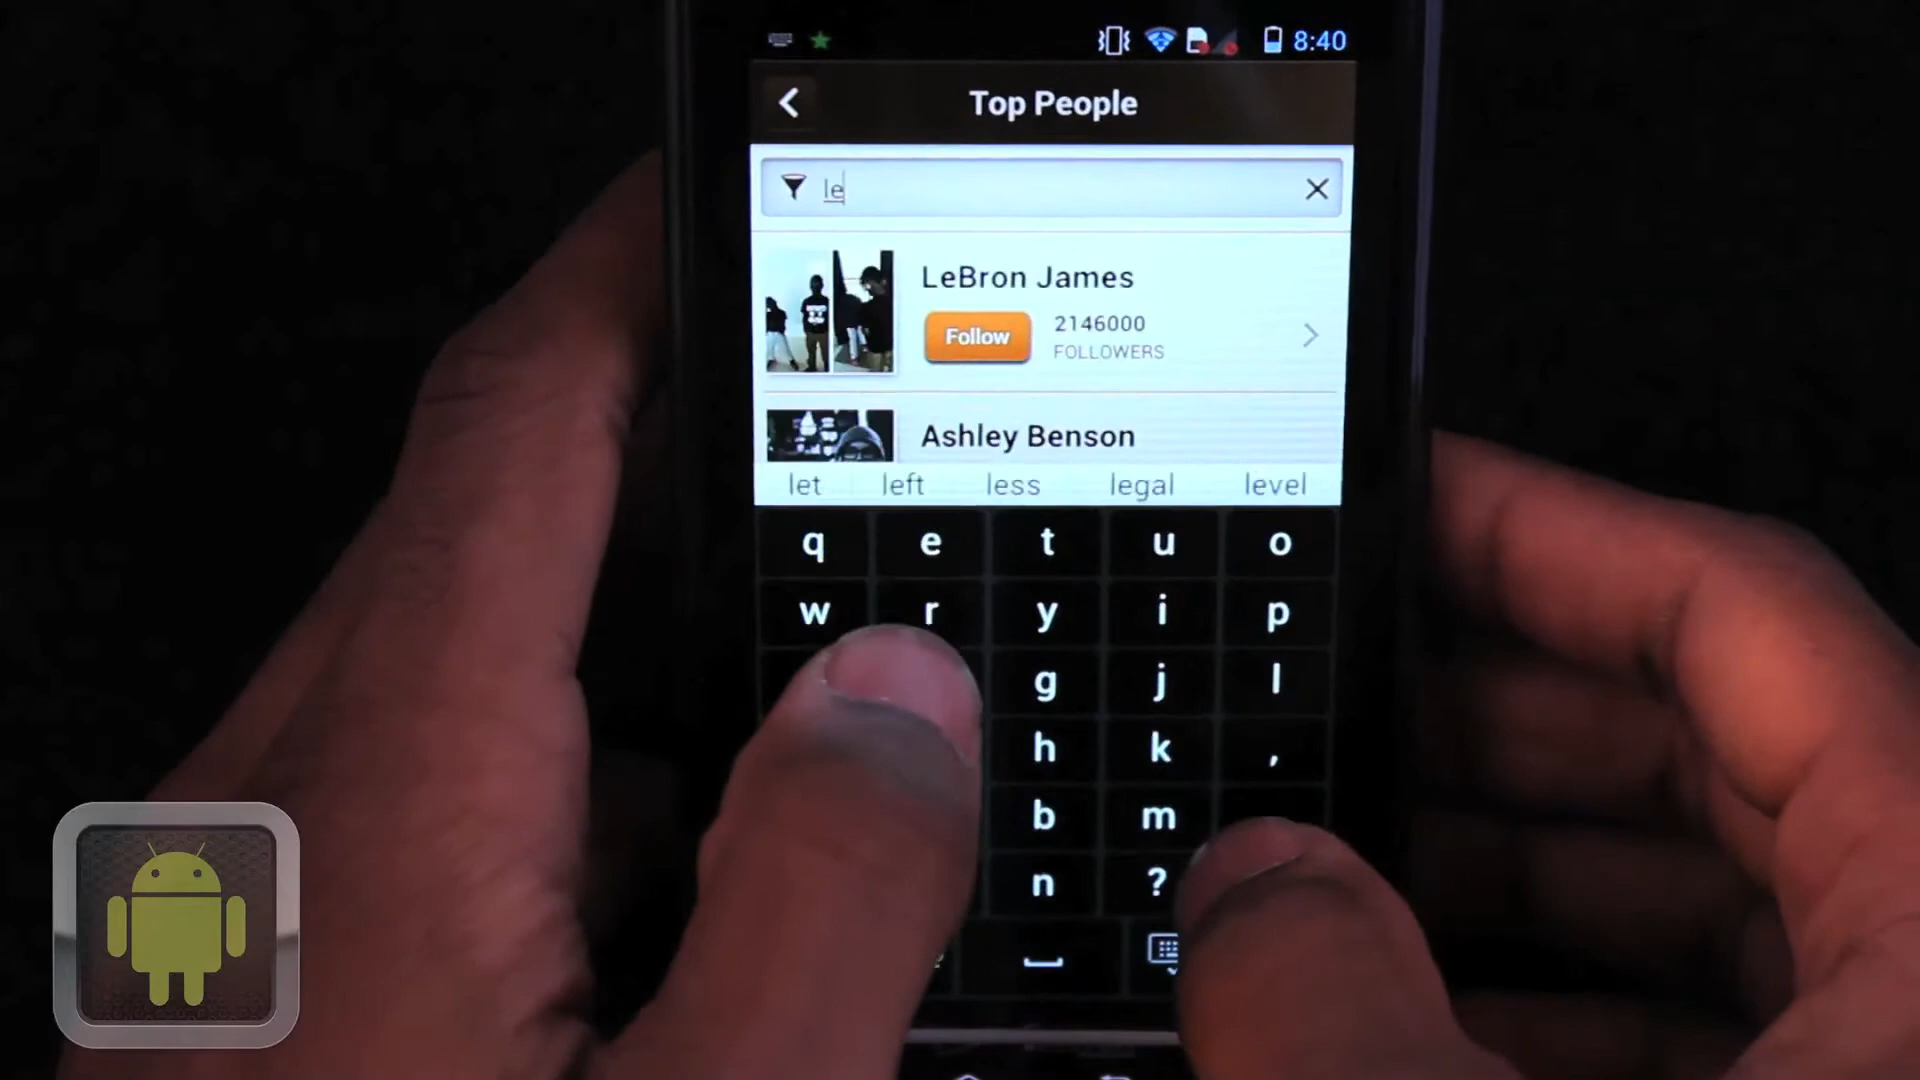 8:40
Top People
le
LeBron James
Follow
2146000
FOLLOWERS
Ashley Benson
let left less legal level
q e t u o
w r y i p
g j l
h k ,
b m
n ?